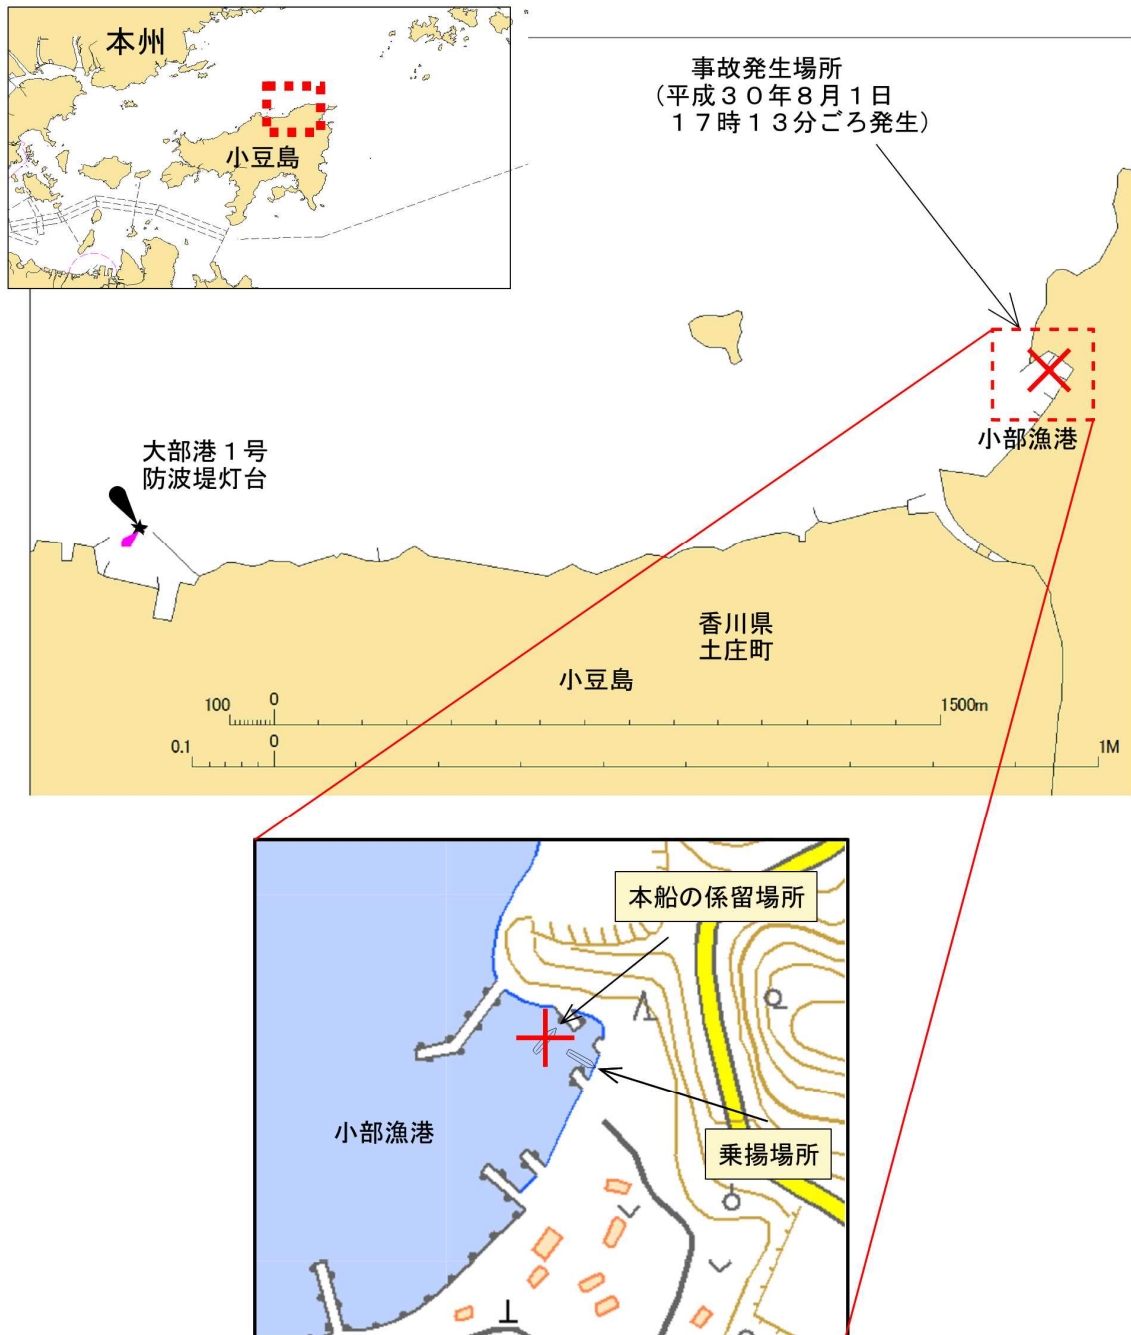 本州
小豆島
事故発生場所
（平成３０年８月１日
１７時１３分ごろ発生）
小部漁港
大部港１号
防波堤灯台
香川県
土庄町
小豆島
100 0 1500m
0.1 0 1M
本船の係留場所
小部漁港
乗揚場所